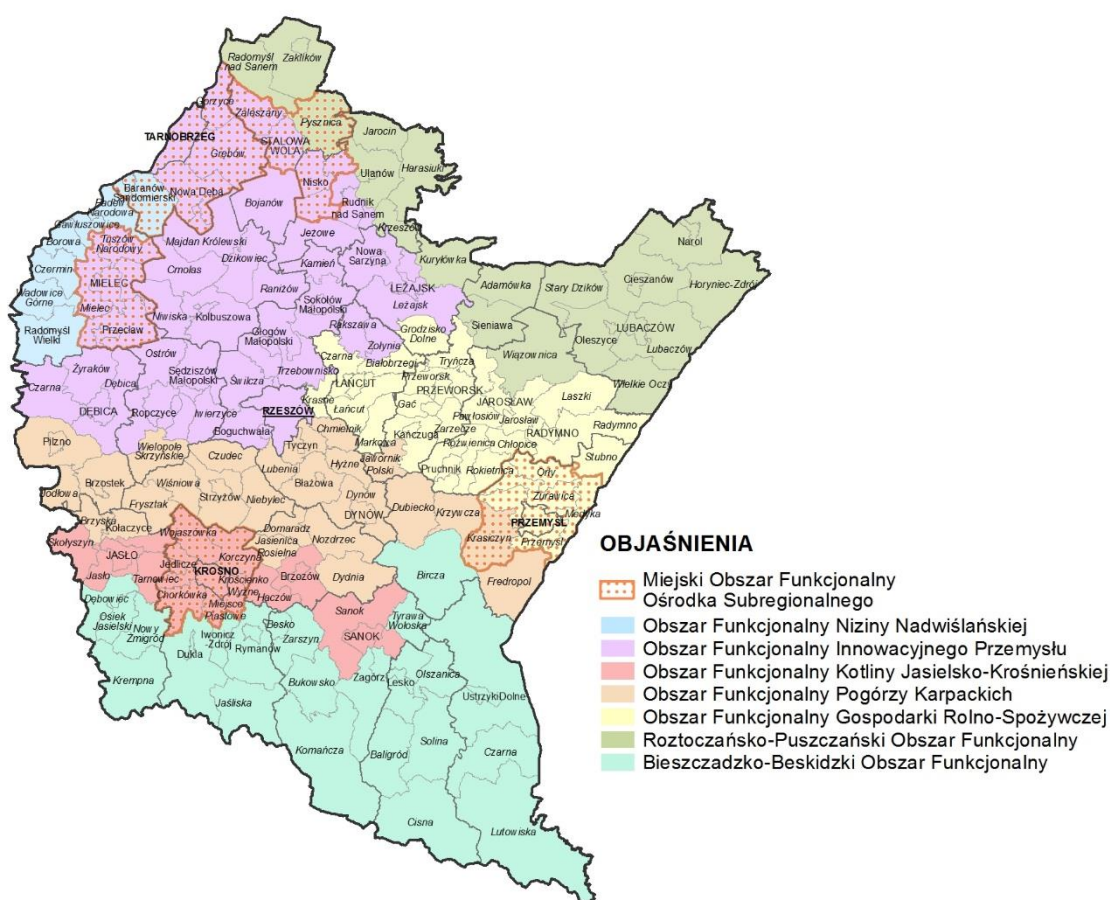 Radomyśl
nad Sanem
Zaklików
Gorzyce
Zaleszany
Pysznica
TARNOBRZEG
STALOWA
WOLA
Jarocin
Grębów
Harasiuki
Ulanów
Nisko
Baranów
Sandomierski
Nowa Dęba
Rudnik
nad Sanem
Bojanów
Padew
Narodowa
Gawłuszowice
Borowa
Tuszów
Narodowy
Majdan Królewski
Jeżowe
Krzeszów
Narol
Czermin
Dzikowiec
Kamień
Nowa
Sarzyna
Kuryłówka
Cieszanów
Horyniec-Zdrój
MIELEC
Cmolas
Adamówka
Stary Dzików
Wadowice
Górne
Mielec
Raniżów
LEŻAJSK
Leżajsk
Niwiska
Kolbuszowa
Sokołów
Małopolski
LUBACZÓW
Radomyśl
Wielki
Przecław
Głogów
Małopolski
Rakszawa
Grodzisko
Dolne
Sieniawa
Oleszyce
Lubaczów
Żołynia
Wiązownica
Ostrów
Czarna
Białobrzegi
Tryńcza
Żyraków
Sędziszów
Małopolski
Świlcza
Trzebownisko
Przeworsk
Wielkie Oczy
Czarna
Dębica
ŁAŃCUT
PRZEWORSK
Laszki
Krasne
JAROSŁAW
DĘBICA
Ropczyce
Iwierzyce
RZESZÓW
Łańcut
Gać
Pawłosiów
Jarosław
Radymno
Boguchwała
Chmielnik
Kańczuga
Zarzecze
RADYMNO
Tyczyn
Markowa
Roźwienica
Chłopice
Stubno
Pilzno
Wielopole
Skrzyńskie
Czudec
Hyżne
Jawornik
Polski
Pruchnik
Rokietnica
Orły
Lubenia
Brzostek
Wiśniowa
Błażowa
Dynów
Żurawica
Jodłowa
Strzyżów
Niebylec
DYNÓW
Dubiecko
Krzywcza
Medyka
Frysztak
PRZEMYŚL
Brzyska
Kołaczyce
Wojaszówka
Domaradz
Jasienica
Rosielna
Nozdrzec
Krasiczyn
Przemyśl
Skołyszyn
JASŁO
Jedlicze
Korczyna
KROSNO
Jasło
Tarnowiec
Krościenko
Wyżne
Brzozów
Dydnia
Bircza
Fredropol
Dębowiec
Chorkówka
Miejsce
Piastowe
Haczów
Osiek
Jasielski
Nowy
Żmigród
Sanok
Tyrawa
Wołoska
Iwonicz
-Zdrój
Besko
SANOK
Dukla
Rymanów
Zarszyn
Krempna
Bukowsko
Zagórz
Lesko
Olszanica
Jaśliska
Ustrzyki Dolne
Komańcza
Baligród
Solina
Czarna
Cisna
Lutowiska
OBJAŚNIENIA
Miejski Obszar Funkcjonalny
Ośrodka Subregionalnego
Obszar Funkcjonalny Niziny Nadwiślańskiej
Obszar Funkcjonalny Innowacyjnego Przemysłu
Obszar Funkcjonalny Kotliny Jasielsko-Krośnieńskiej
Obszar Funkcjonalny Pogórzy Karpackich
Obszar Funkcjonalny Gospodarki Rolno-Spożywczej
Roztoczańsko-Puszczański Obszar Funkcjonalny
Bieszczadzko-Beskidzki Obszar Funkcjonalny